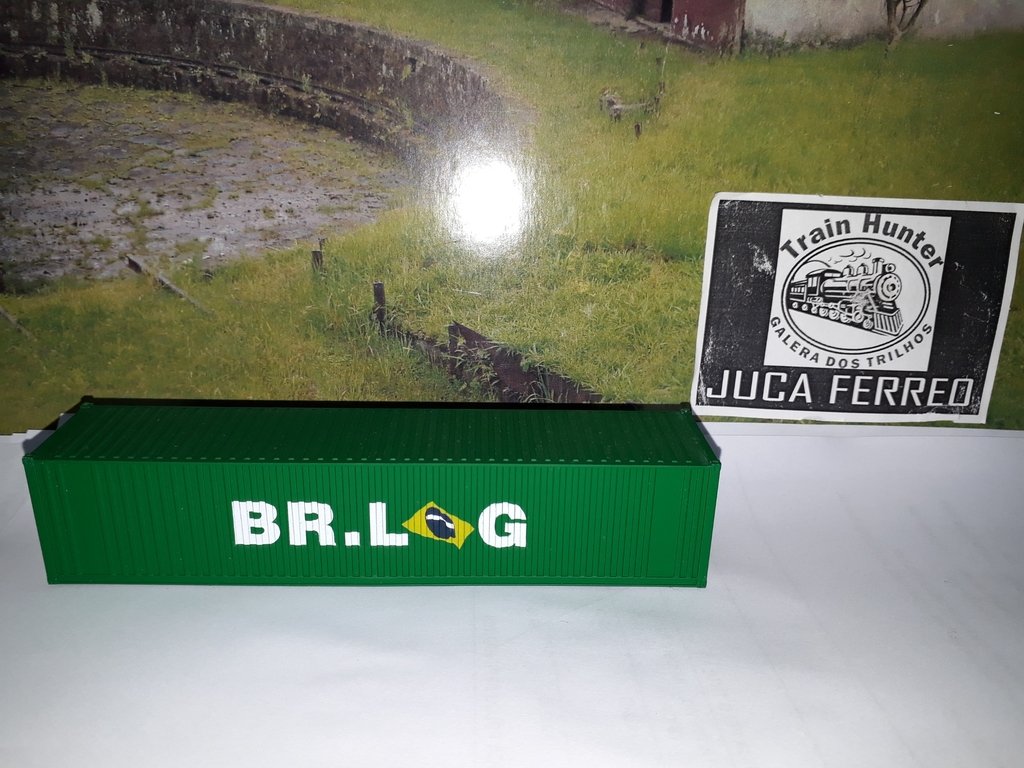 Train Hunter
GALERA DOS TRILHOS
JUCA FERREO
BR.LOG